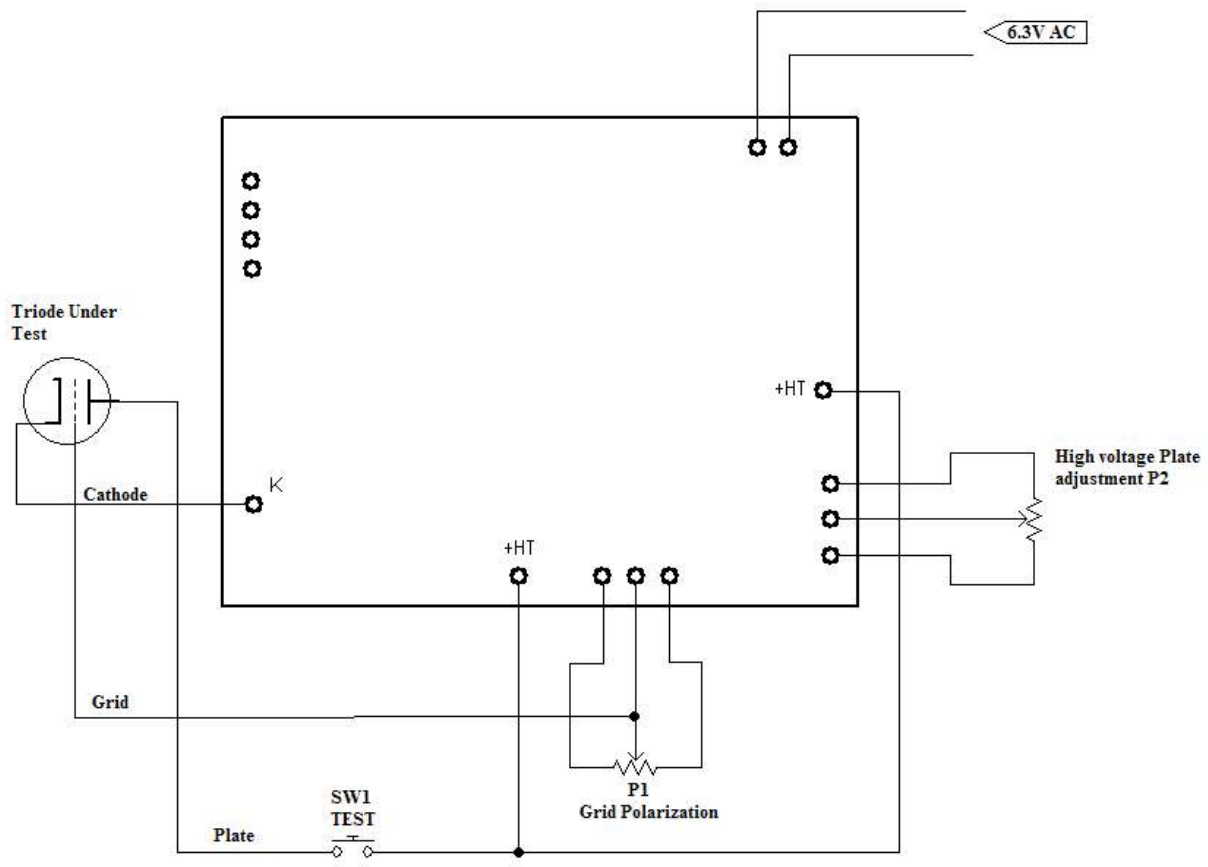 6.3V AC
Triode Under
Test
+HT
High voltage Plate
adjustment P2
K
Cathode
+HT
Grid
P1
Grid Polarization
SW1
TEST
Plate